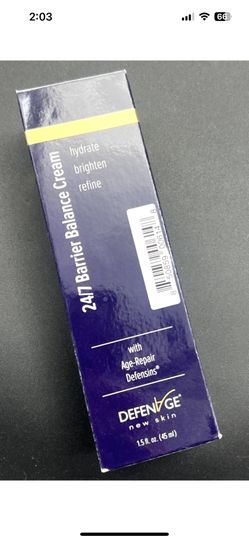 2:03
66
24/7 Barrier Balance Cream
hydrate
brighten
refine
with
Age-Repair
Defensins®
DEFENAGE®
new skin
1.5 fl. oz. (45 ml)